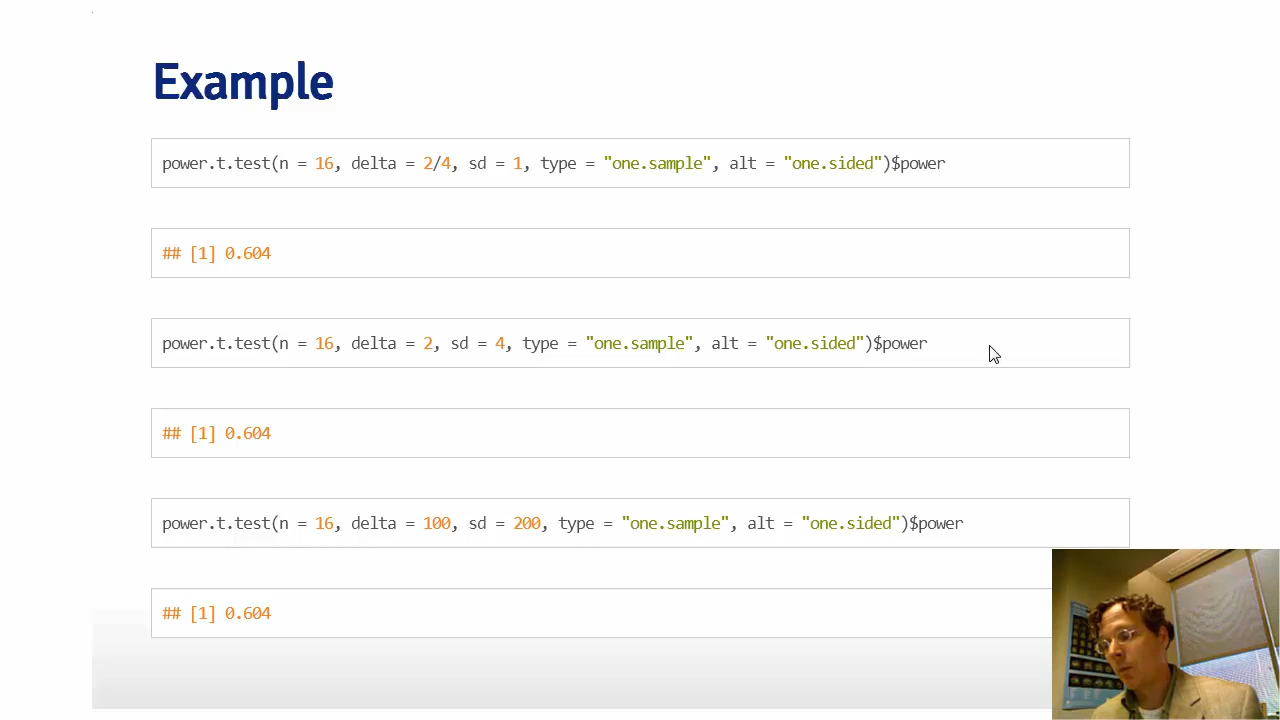 Example
power.t.test(n = 16, delta = 2/4, sd = 1, type = "one.sample", alt = "one.sided")$power
## [1] 0.604
power.t.test(n = 16, delta = 2, sd = 4, type = "one.sample", alt = "one.sided")$power
## [1] 0.604
power.t.test(n = 16, delta = 100, sd = 200, type = "one.sample", alt = "one.sided")$power
## [1] 0.604